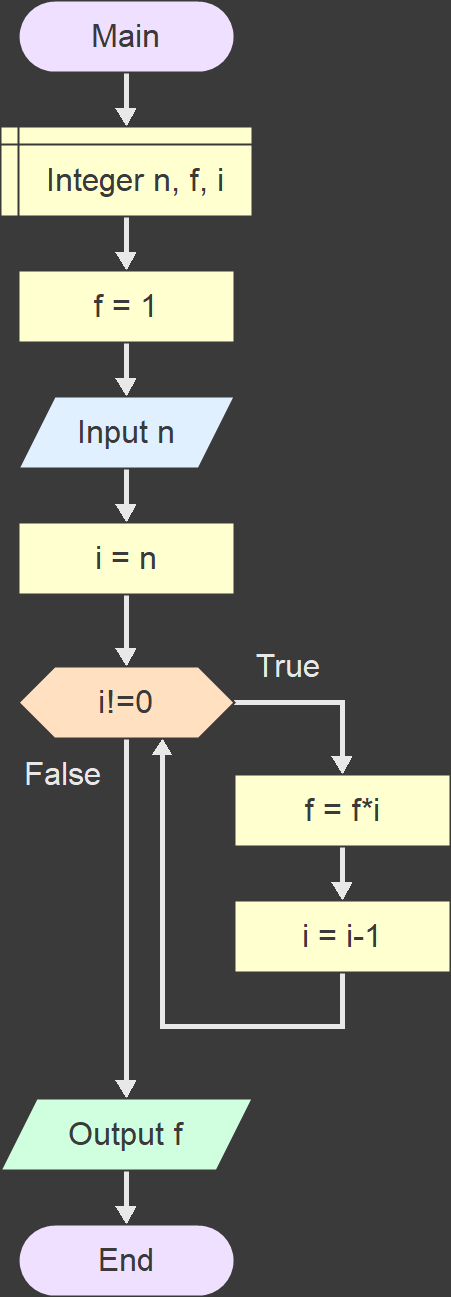 Main
Integer n, f, i
f = 1
Input n
i = n
i!=0
True
False
f = f*i
i = i-1
Output f
End